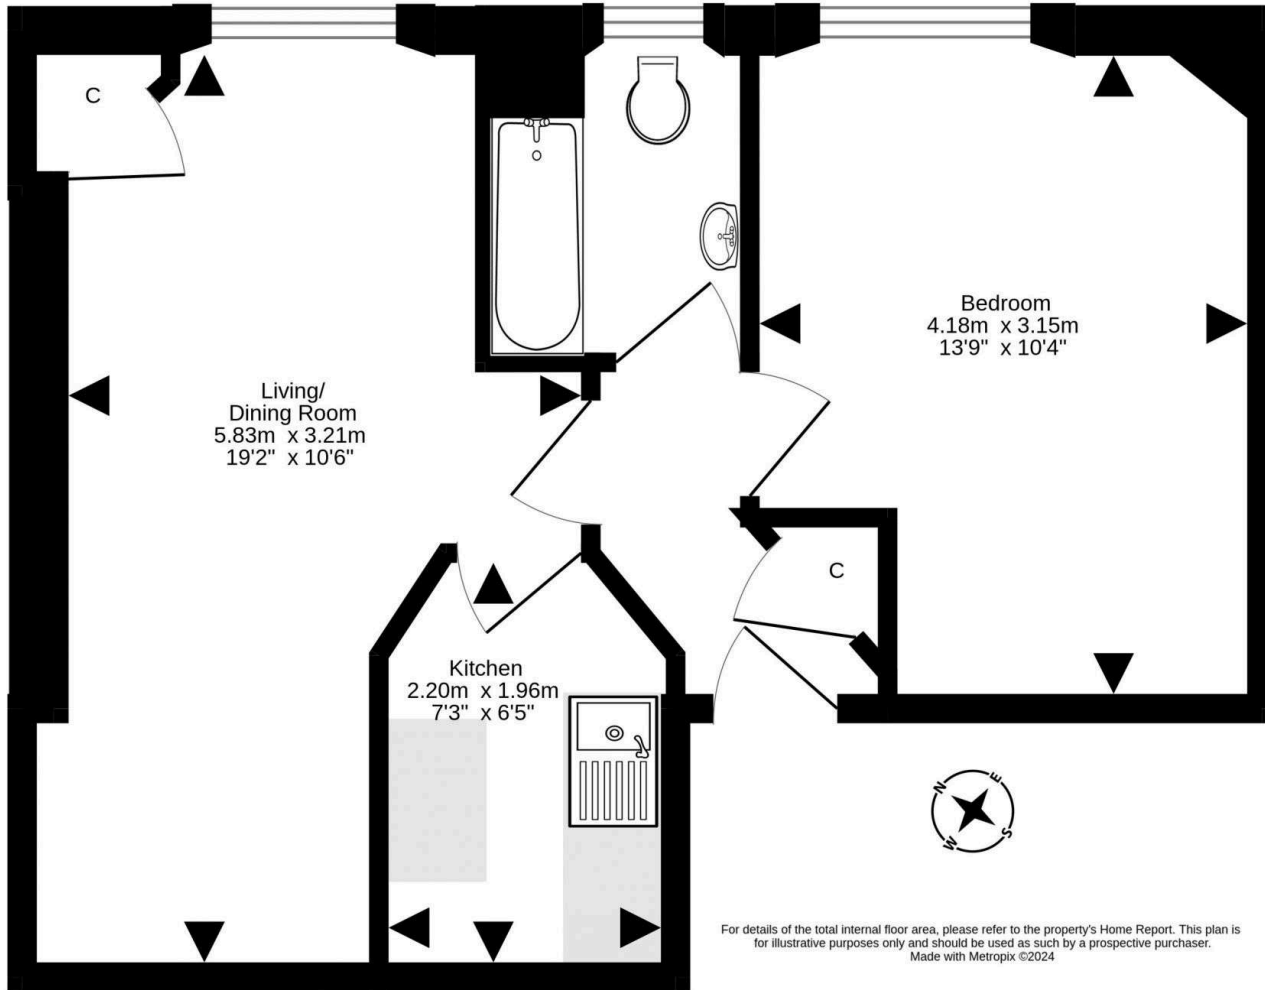 C
Bedroom
4.18m x 3.15m
13'9" x 10'4"
Living/
Dining Room
5.83m x 3.21m
19'2" x 10'6"
C
Kitchen
2.20m x 1.96m
7'3" x 6'5"
N
E
S
W
For details of the total internal floor area, please refer to the property's Home Report. This plan is
for illustrative purposes only and should be used as such by a prospective purchaser.
Made with Metropix ©2024